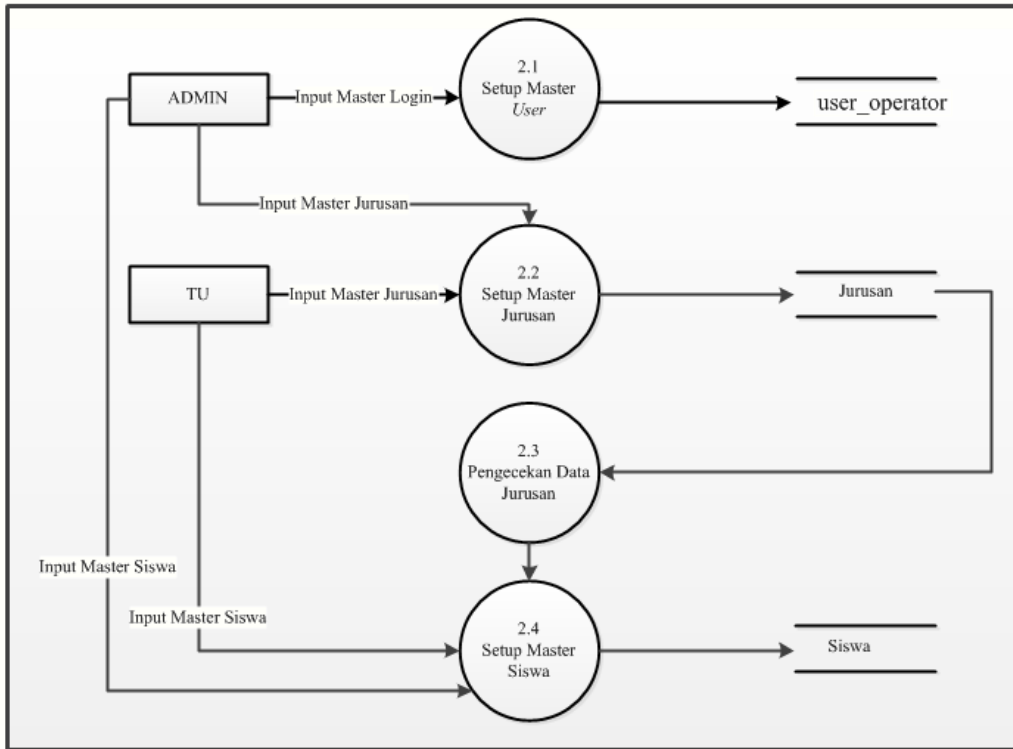 2.1
Setup Master
User
ADMIN
Input Master Login
user_operator
Input Master Jurusan
2.2
Setup Master
Jurusan
TU
Input Master Jurusan
Jurusan
2.3
Pengecekan Data
Jurusan
Input Master Siswa
Input Master Siswa
2.4
Setup Master
Siswa
Siswa